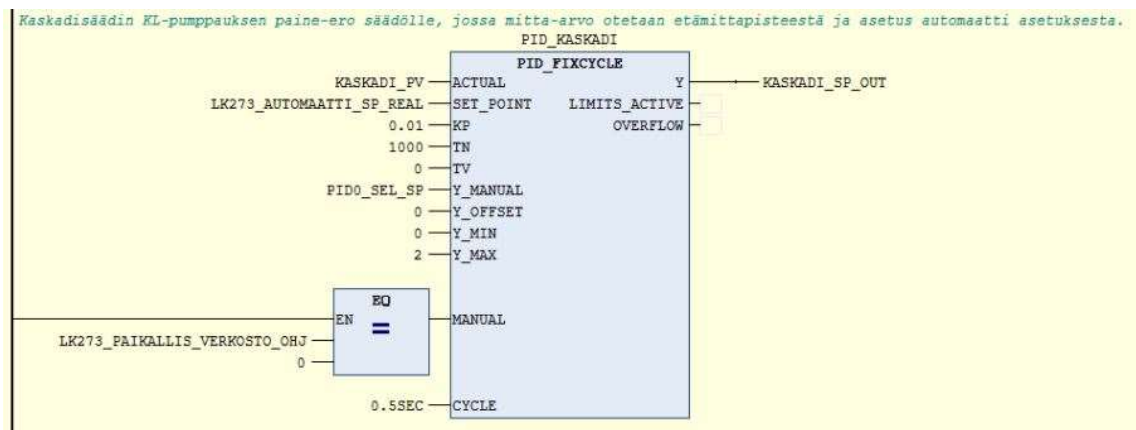 Kaskadisäädin KL-pumppauksen paine-ero säädölle, jossa mitta-arvo otetaan etämittapisteestä ja asetus automaatti asetuksesta.
PID_KASKADI
PID_FIXCYCLE
KASKADI_PV ACTUAL Y KASKADI_SP_OUT
LK273_AUTOMAATTI_SP_REAL SET_POINT LIMITS_ACTIVE
0.01 KP OVERFLOW
1000 TN
0 TV
PID0_SEL_SP Y_MANUAL
0 Y_OFFSET
0 Y_MIN
2 Y_MAX
EQ
EN = MANUAL
LK273_PAIKALLIS_VERKOSTO_OHJ
0
0.5SEC CYCLE